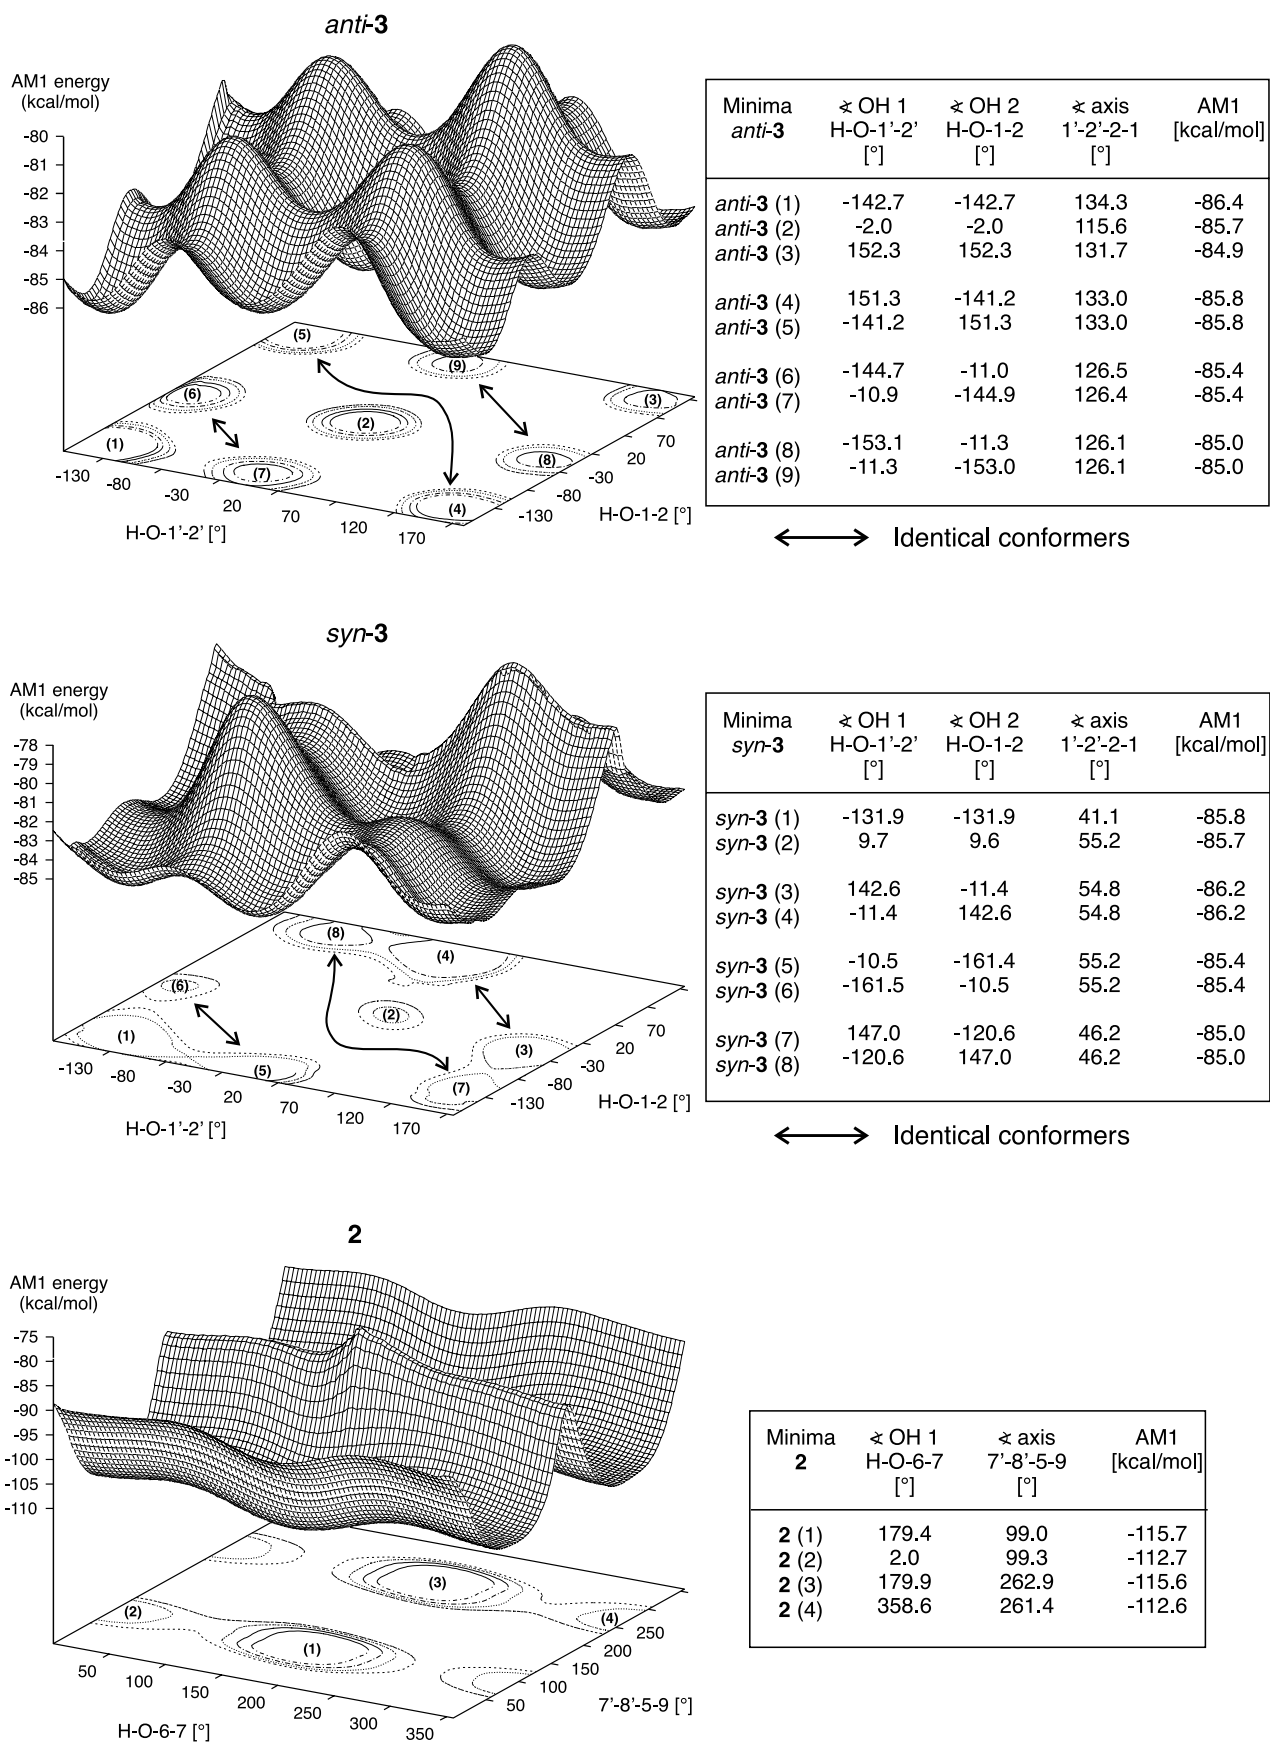 anti-3
AM1 energy
(kcal/mol)
-80
-81
-82
-83
-84
-85
-86
(5)
(9)
(6)
(3)
(2)
(1)
(7)
(8)
(4)
-130
-80
-30
20
70
120
170
H-O-1'-2' [°]
-130
-80
-30
20
70
H-O-1-2 [°]
Minima ∢ OH 1 ∢ OH 2 ∢ axis AM1
anti-3 H-O-1'-2' H-O-1-2 1'-2'-2-1 [kcal/mol]
[°] [°] [°]
anti-3 (1) -142.7 -142.7 134.3 -86.4
anti-3 (2) -2.0 -2.0 115.6 -85.7
anti-3 (3) 152.3 152.3 131.7 -84.9
anti-3 (4) 151.3 -141.2 133.0 -85.8
anti-3 (5) -141.2 151.3 133.0 -85.8
anti-3 (6) -144.7 -11.0 126.5 -85.4
anti-3 (7) -10.9 -144.9 126.4 -85.4
anti-3 (8) -153.1 -11.3 126.1 -85.0
anti-3 (9) -11.3 -153.0 126.1 -85.0
Identical conformers
syn-3
AM1 energy
(kcal/mol)
-78
-79
-80
-81
-82
-83
-84
-85
(8)
(4)
(6)
(2)
(1)
(3)
(5)
(7)
-130
-80
-30
20
70
120
170
H-O-1'-2' [°]
-130
-80
-30
20
70
H-O-1-2 [°]
Minima ∢ OH 1 ∢ OH 2 ∢ axis AM1
syn-3 H-O-1'-2' H-O-1-2 1'-2'-2-1 [kcal/mol]
[°] [°] [°]
syn-3 (1) -131.9 -131.9 41.1 -85.8
syn-3 (2) 9.7 9.6 55.2 -85.7
syn-3 (3) 142.6 -11.4 54.8 -86.2
syn-3 (4) -11.4 142.6 54.8 -86.2
syn-3 (5) -10.5 -161.4 55.2 -85.4
syn-3 (6) -161.5 -10.5 55.2 -85.4
syn-3 (7) 147.0 -120.6 46.2 -85.0
syn-3 (8) -120.6 147.0 46.2 -85.0
Identical conformers
2
AM1 energy
(kcal/mol)
-75
-80
-85
-90
-95
-100
-105
-110
(3)
(2)
(4)
(1)
50
100
150
200
250
300
350
H-O-6-7 [°]
50
100
150
200
250
7'-8'-5-9 [°]
Minima ∢ OH 1 ∢ axis AM1
2 H-O-6-7 7'-8'-5-9 [kcal/mol]
[°] [°]
2 (1) 179.4 99.0 -115.7
2 (2) 2.0 99.3 -112.7
2 (3) 179.9 262.9 -115.6
2 (4) 358.6 261.4 -112.6